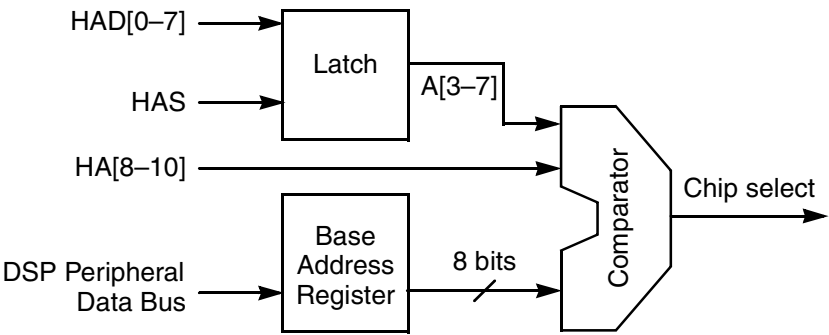 HAD[0–7]
Latch
A[3–7]
HAS
HA[8–10]
Comparator
Chip select
Base
Address
Register
8 bits
DSP Peripheral
Data Bus